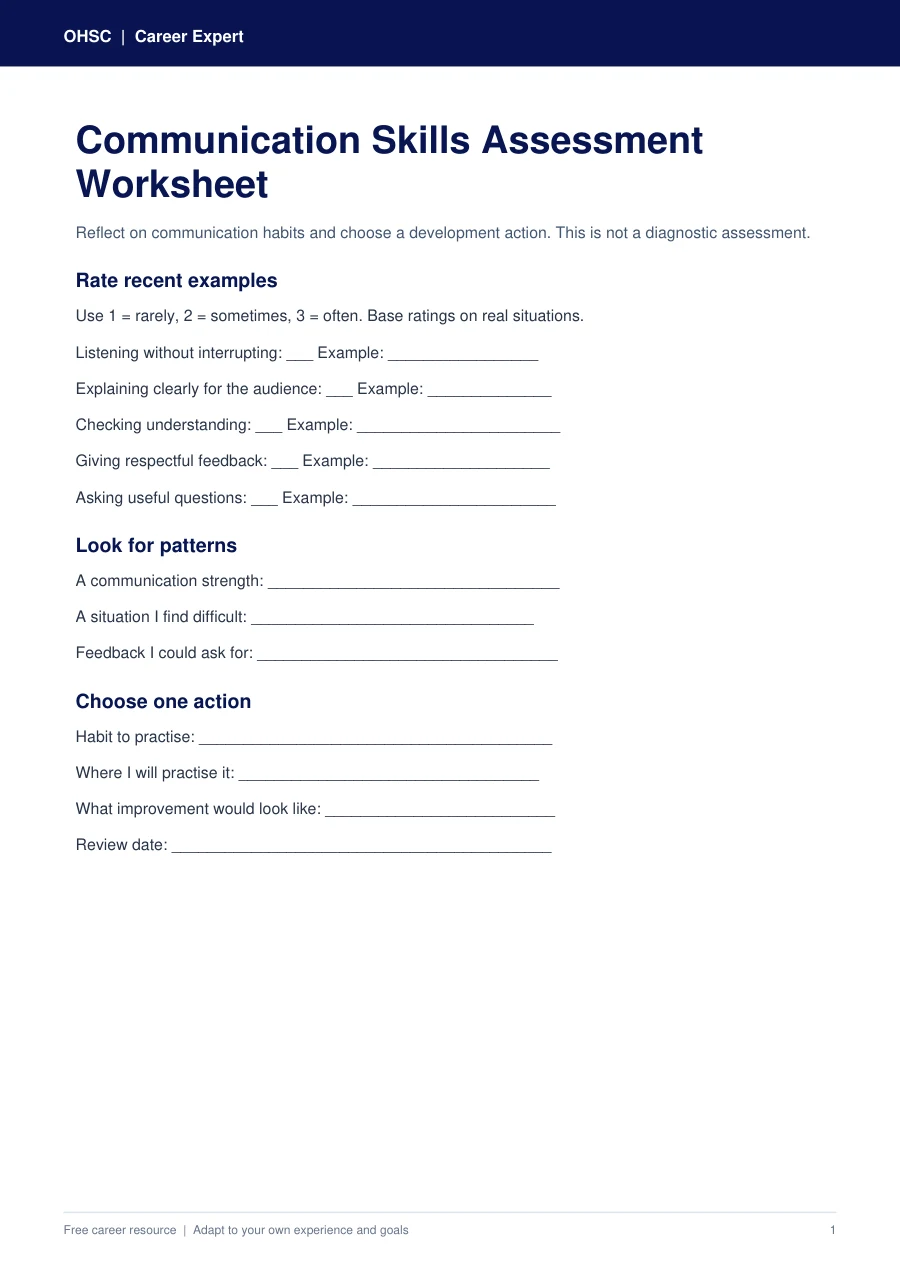 OHSC | Career Expert
Communication Skills Assessment
Worksheet
Reflect on communication habits and choose a development action. This is not a diagnostic assessment.
Rate recent examples
Use 1 = rarely, 2 = sometimes, 3 = often. Base ratings on real situations.
Listening without interrupting: ___ Example: _________________
Explaining clearly for the audience: ___ Example: ______________
Checking understanding: ___ Example: _______________________
Giving respectful feedback: ___ Example: ____________________
Asking useful questions: ___ Example: _______________________
Look for patterns
A communication strength: _________________________________
A situation I find difficult: ________________________________
Feedback I could ask for: __________________________________
Choose one action
Habit to practise: ________________________________________
Where I will practise it: __________________________________
What improvement would look like: __________________________
Review date: ___________________________________________
Free career resource | Adapt to your own experience and goals
1